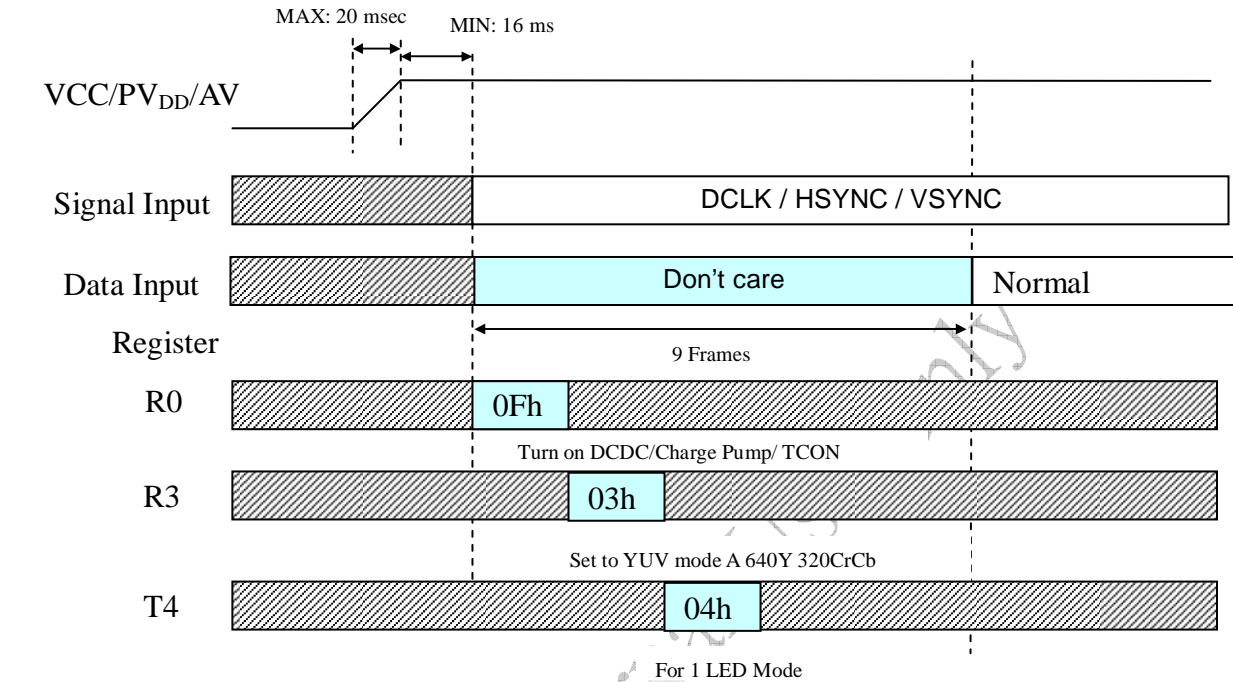 MAX: 20 msec
MIN: 16 ms
VCC/PVDD/AV
Signal Input
DCLK / HSYNC / VSYNC
Data Input
Don't care
Normal
Register
9 Frames
R0
0Fh
Turn on DCDC/Charge Pump/ TCON
R3
03h
Set to YUV mode A 640Y 320CrCb
T4
04h
For 1 LED Mode